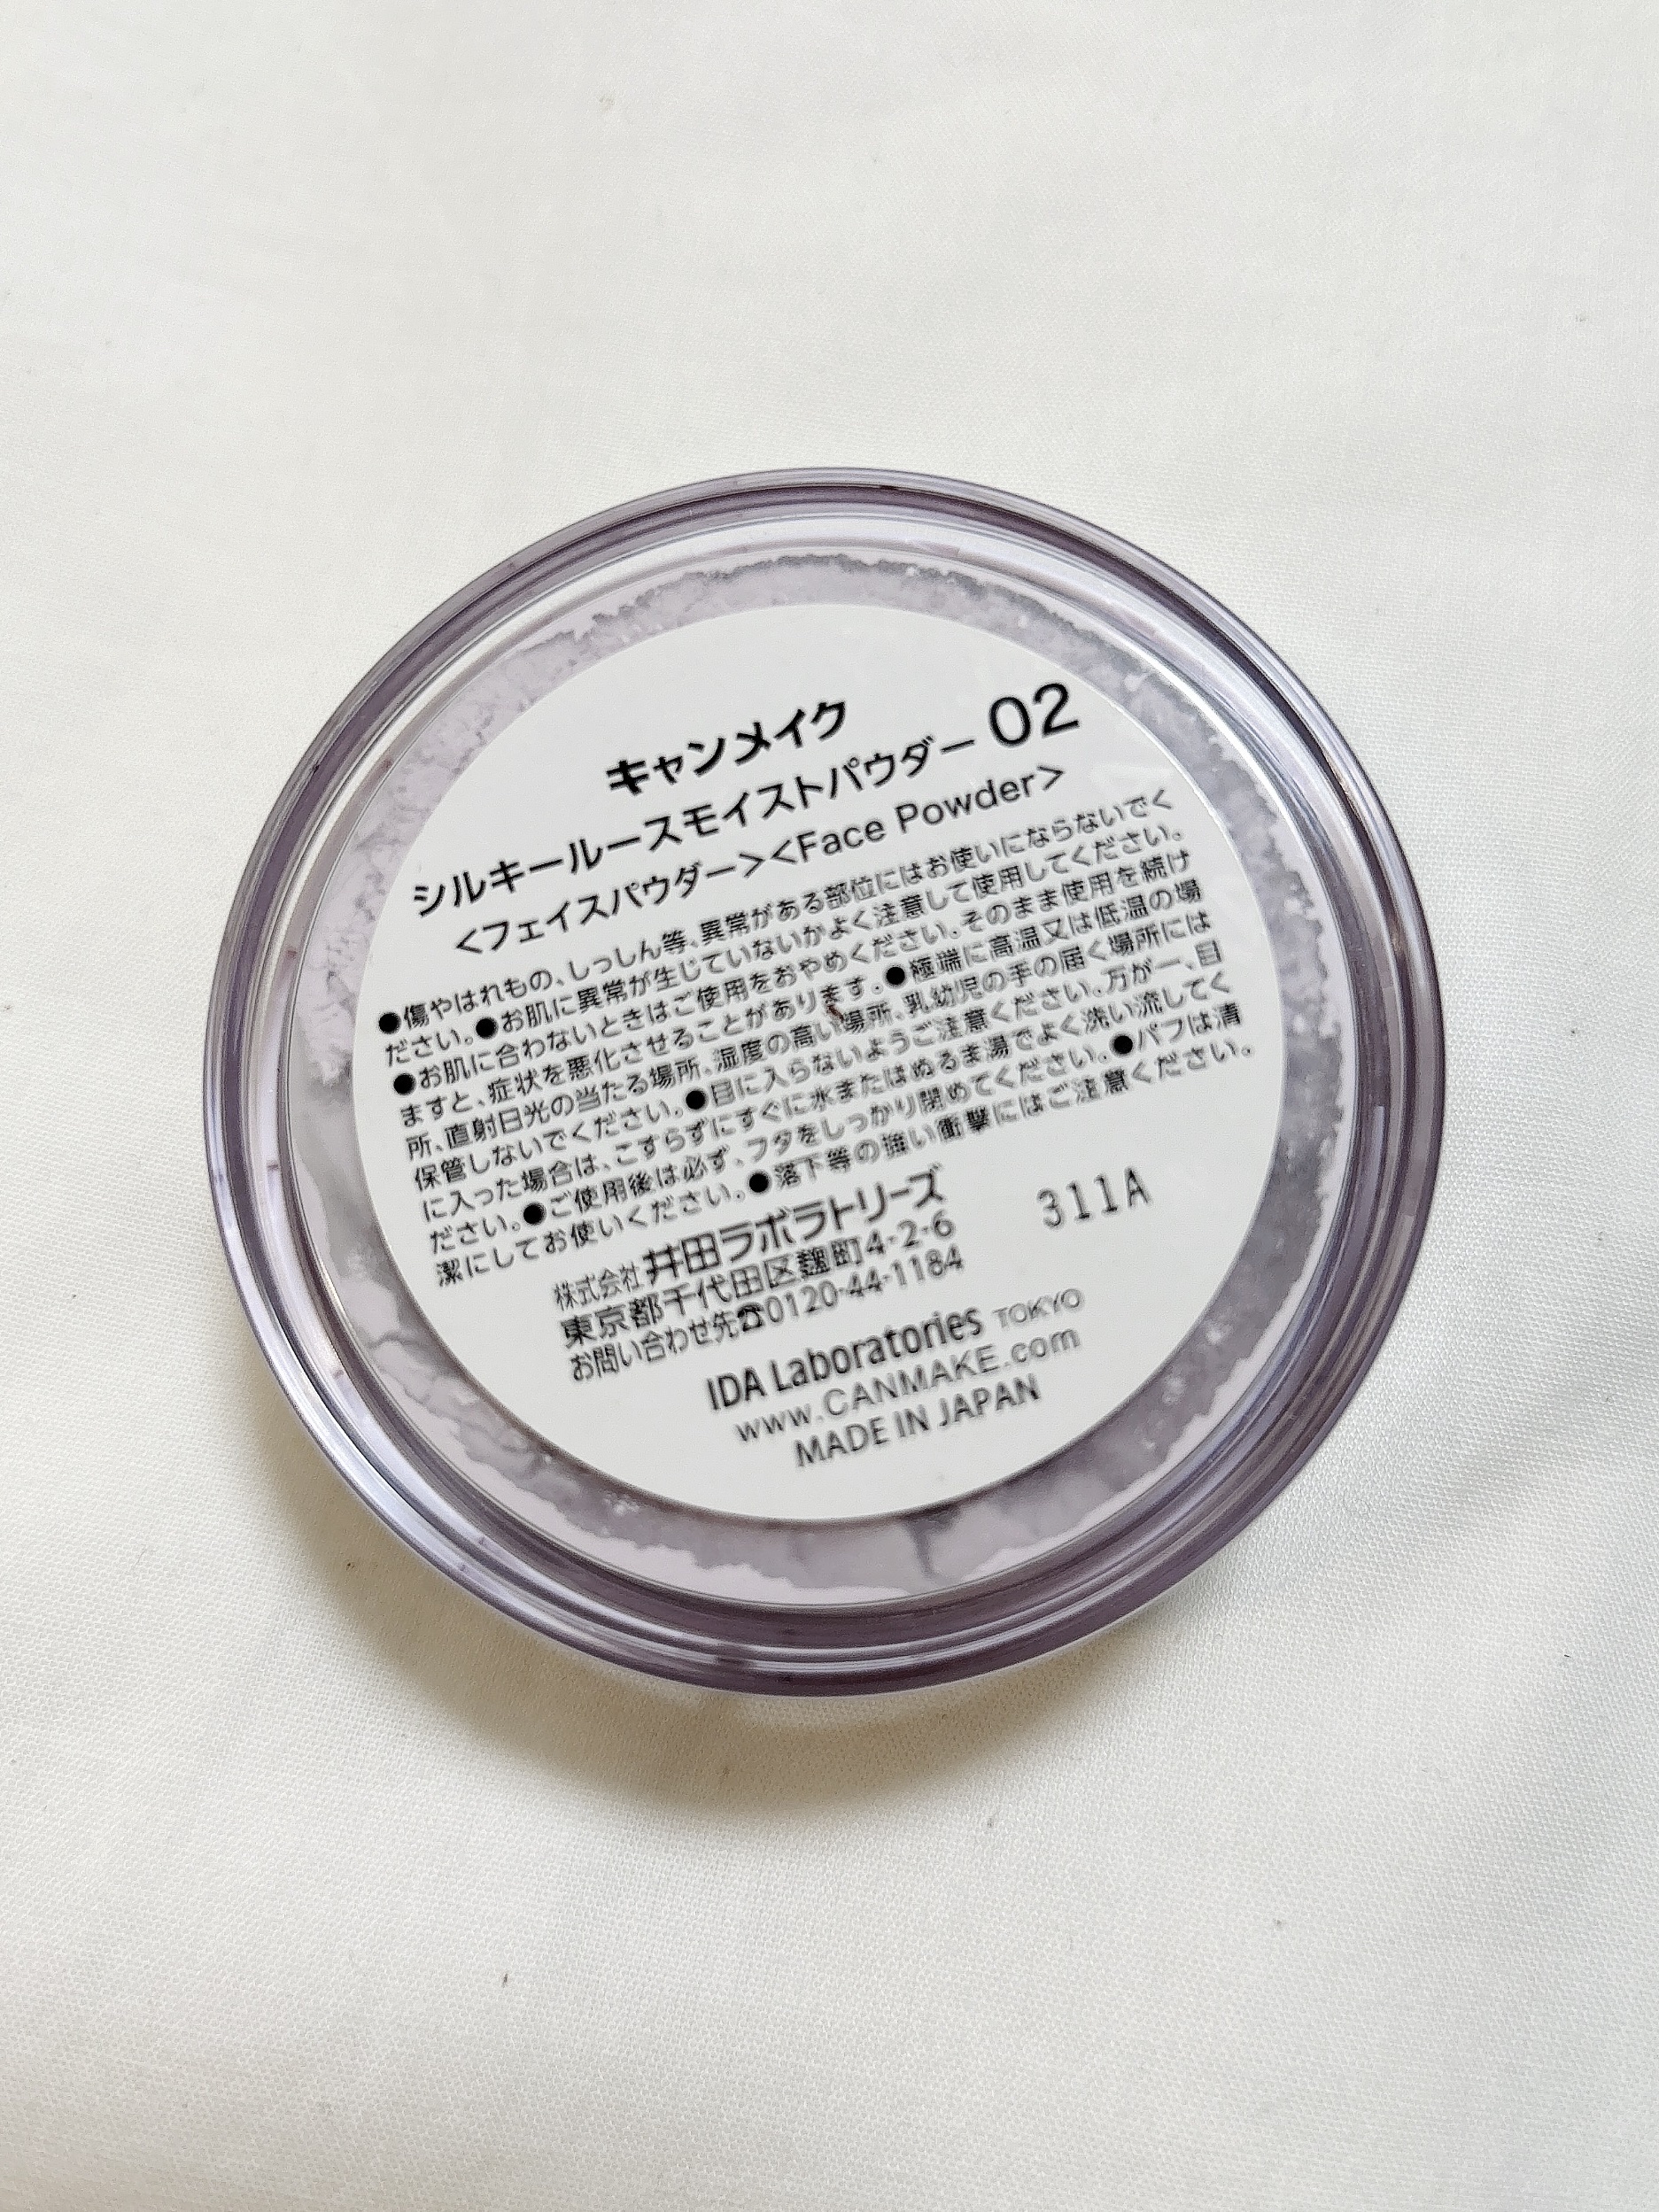 キャンメイク
シルキールースモイストパウダー 02
<フェイスパウダー><Face Powder>
●傷やはれもの、しっしん等、異常がある部位にはお使いにならないでく
ださい。●お肌に異常が生じていないかよく注意して使用してください。
●お肌に合わないときはご使用をおやめください。そのまま使用を続け
ますと、症状を悪化させることがあります。●極端に高温又は低温の場
所、直射日光の当たる場所、湿度の高い場所、乳幼児の手の届く場所には
保管しないでください。●目に入らないようご注意ください。万が一、目
に入った場合は、こすらずにすぐに水またはぬるま湯でよく洗い流してく
ださい。●ご使用後は必ず、フタをしっかり閉めてください。●パフは清
潔にしてお使いください。●落下等の強い衝撃にはご注意ください。
311A
株式会社 井田ラボラトリーズ
東京都千代田区麹町4-2-6
お問い合わせ先☎0120-44-1184
IDA Laboratories TOKYO
www.CANMAKE.com
MADE IN JAPAN